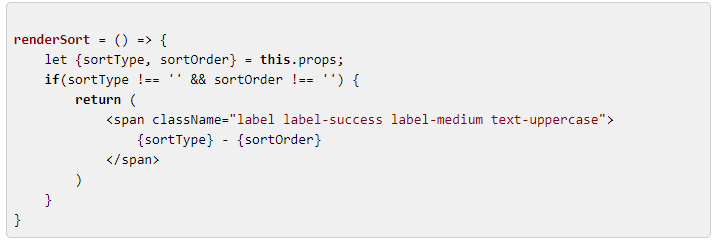 renderSort = () => {
    let {sortType, sortOrder} = this.props;
    if(sortType !== '' && sortOrder !== '') {
        return (
            <span className="label label-success label-medium text-uppercase">
                {sortType} - {sortOrder}
            </span>
        )
    }
}